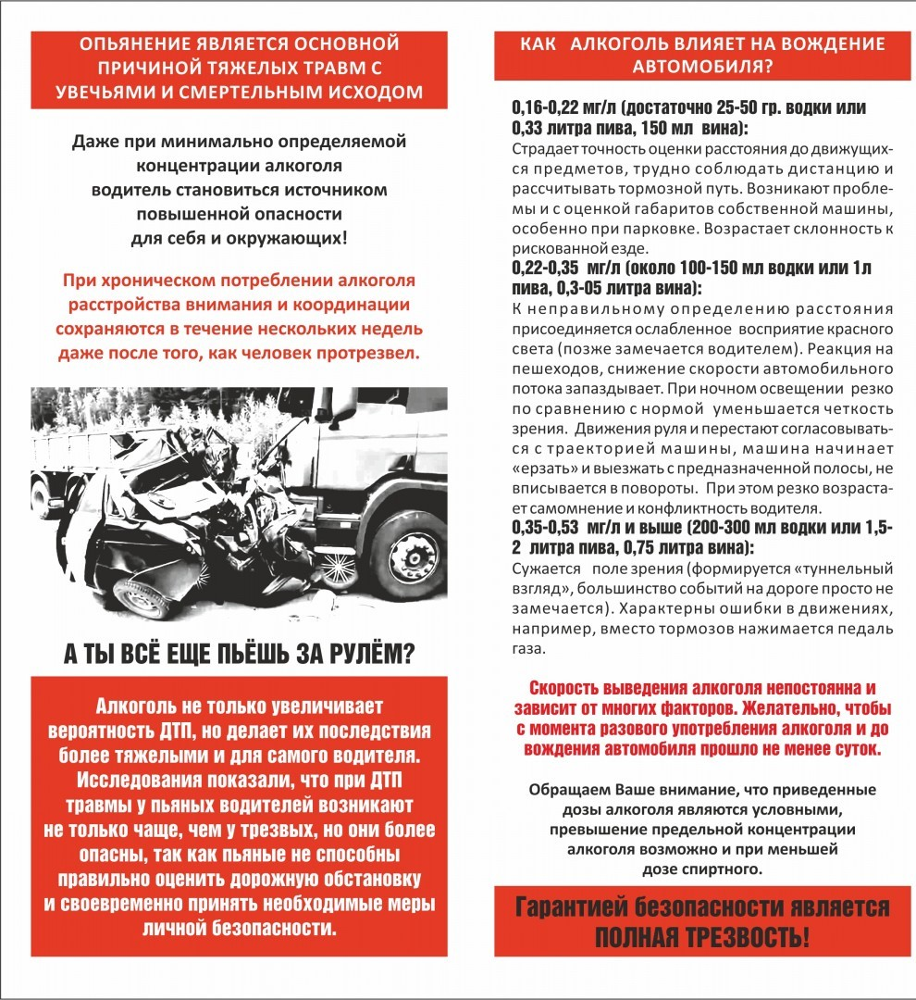 ОПЬЯНЕНИЕ ЯВЛЯЕТСЯ ОСНОВНОЙ
ПРИЧИНОЙ ТЯЖЕЛЫХ ТРАВМ С
УВЕЧЬЯМИ И СМЕРТЕЛЬНЫМ ИСХОДОМ
Даже при минимально определяемой
концентрации алкоголя
водитель становиться источником
повышенной опасности
для себя и окружающих!
При хроническом потреблении алкоголя
расстройства внимания и координации
сохраняются в течение нескольких недель
даже после того, как человек протрезвел.
А ТЫ ВСЁ ЕЩЕ ПЬЁШЬ ЗА РУЛЁМ?
Алкоголь не только увеличивает
вероятность ДТП, но делает их последствия
более тяжелыми и для самого водителя.
Исследования показали, что при ДТП
травмы у пьяных водителей возникают
не только чаще, чем у трезвых, но они более
опасны, так как пьяные не способны
правильно оценить дорожную обстановку
и своевременно принять необходимые меры
личной безопасности.
КАК АЛКОГОЛЬ ВЛИЯЕТ НА ВОЖДЕНИЕ
АВТОМОБИЛЯ?
0,16-0,22 мг/л (достаточно 25-50 гр. водки или
0,33 литра пива, 150 мл вина):
Страдает точность оценки расстояния до движущих-
ся предметов, трудно соблюдать дистанцию и
рассчитывать тормозной путь. Возникают пробле-
мы и с оценкой габаритов собственной машины,
особенно при парковке. Возрастает склонность к
рискованной езде.
0,22-0,35 мг/л (около 100-150 мл водки или 1л
пива, 0,3-05 литра вина):
К неправильному определению расстояния
присоединяется ослабленное восприятие красного
света (позже замечается водителем). Реакция на
пешеходов, снижение скорости автомобильного
потока запаздывает. При ночном освещении резко
по сравнению с нормой уменьшается четкость
зрения. Движения руля и перестают согласовывать-
ся с траекторией машины, машина начинает
«ерзать» и выезжать с предназначенной полосы, не
вписывается в повороты. При этом резко возраста-
ет самомнение и конфликтность водителя.
0,35-0,53 мг/л и выше (200-300 мл водки или 1,5-
2 литра пива, 0,75 литра вина):
Сужается поле зрения (формируется «туннельный
взгляд», большинство событий на дороге просто не
замечается). Характерны ошибки в движениях,
например, вместо тормозов нажимается педаль
газа.
Скорость выведения алкоголя непостоянна и
зависит от многих факторов. Желательно, чтобы
с момента разового употребления алкоголя и до
вождения автомобиля прошло не менее суток.
Обращаем Ваше внимание, что приведенные
дозы алкоголя являются условными,
превышение предельной концентрации
алкоголя возможно и при меньшей
дозе спиртного.
Гарантией безопасности является
ПОЛНАЯ ТРЕЗВОСТЬ!